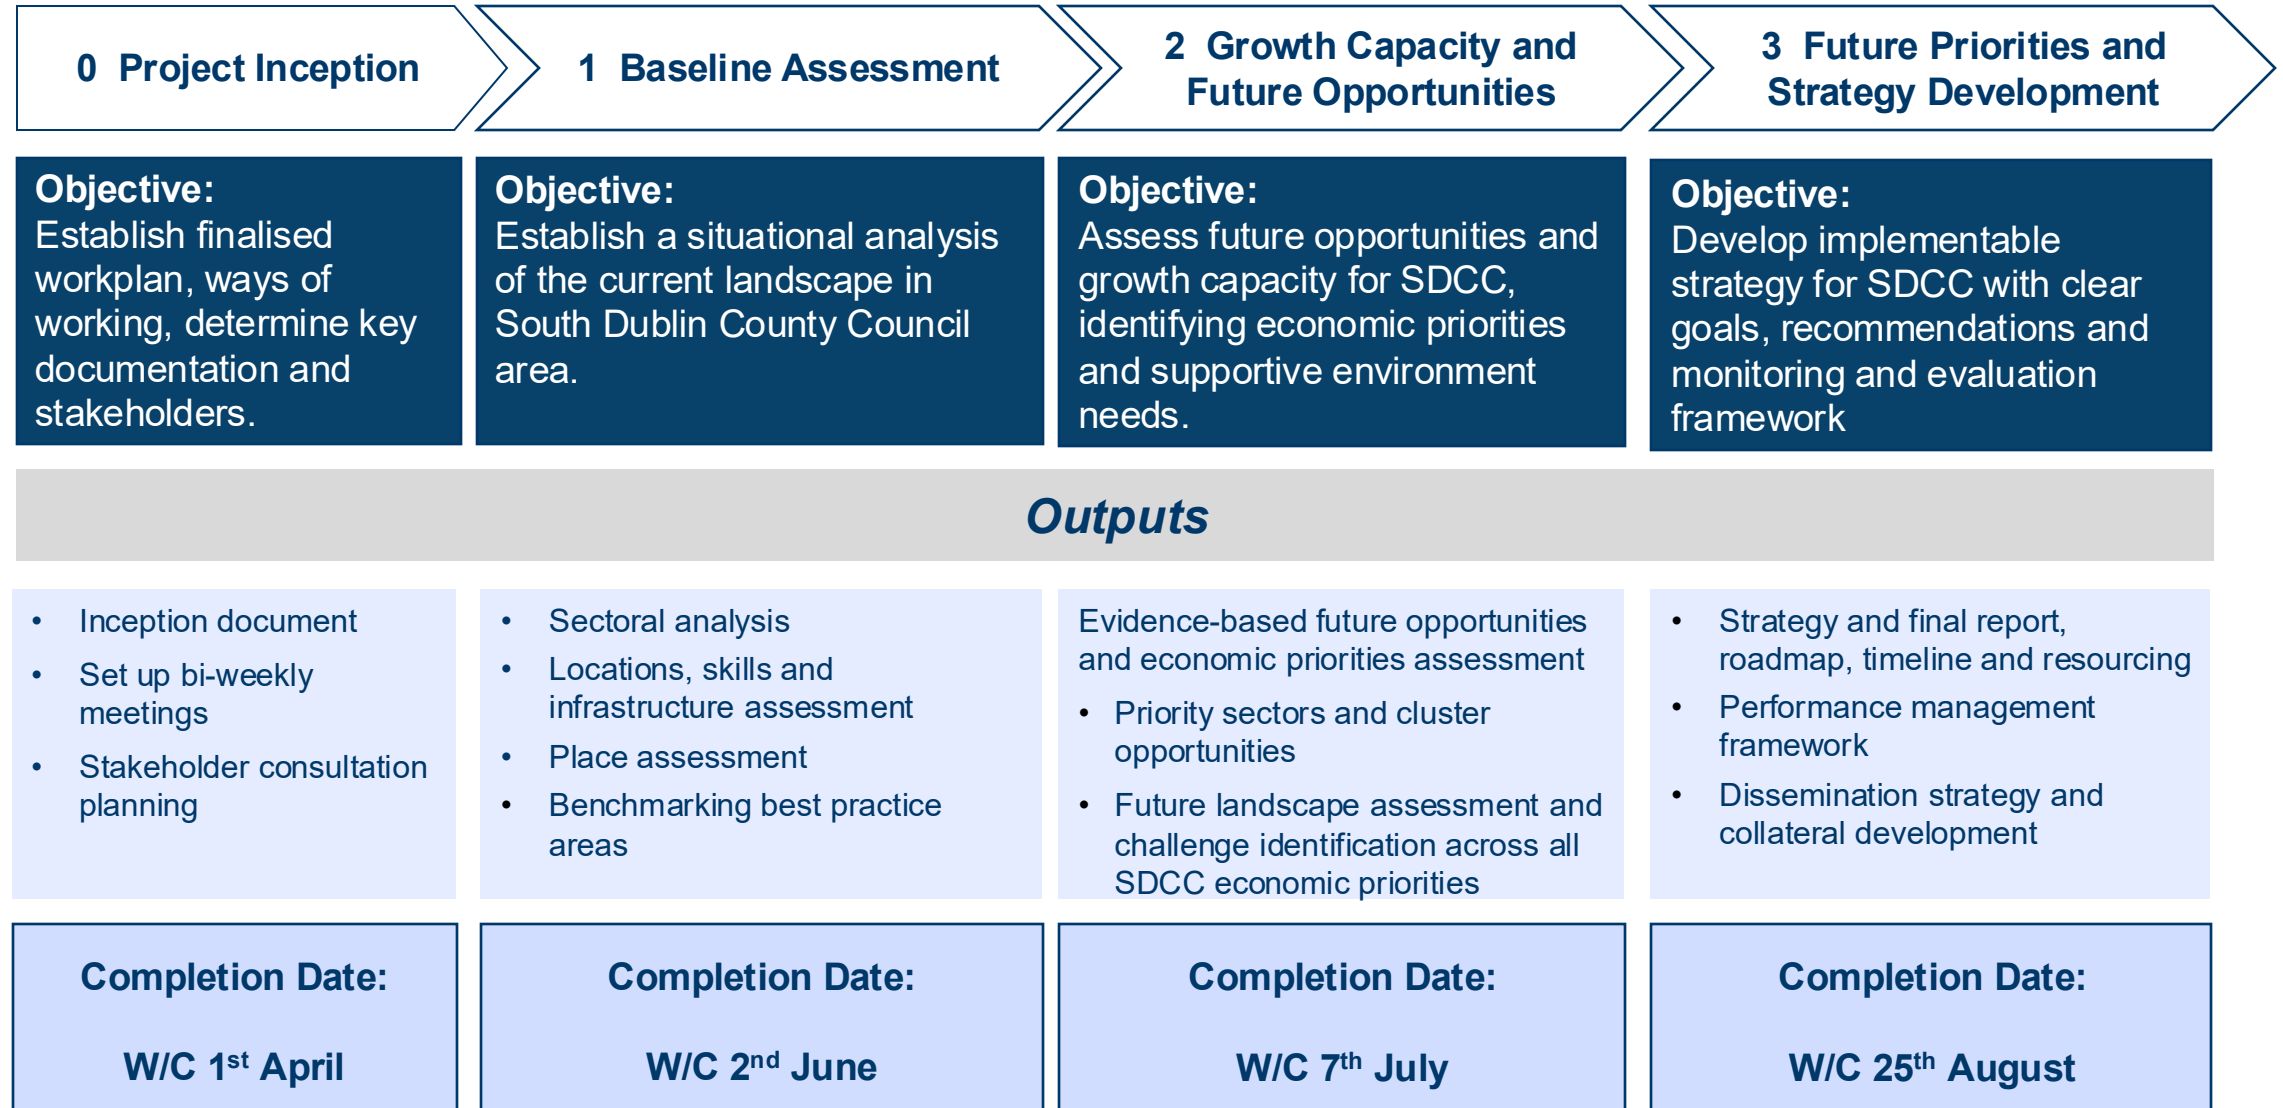 0 Project Inception
1 Baseline Assessment
2 Growth Capacity and
Future Opportunities
3 Future Priorities and
Strategy Development
Objective:
Establish finalised
workplan, ways of
working, determine key
documentation and
stakeholders.
Objective:
Establish a situational analysis
of the current landscape in
South Dublin County Council
area.
Objective:
Assess future opportunities and
growth capacity for SDCC,
identifying economic priorities
and supportive environment
needs.
Objective:
Develop implementable
strategy for SDCC with clear
goals, recommendations and
monitoring and evaluation
framework
Outputs
• Inception document
• Set up bi-weekly
meetings
• Stakeholder consultation
planning
• Sectoral analysis
• Locations, skills and
infrastructure assessment
• Place assessment
• Benchmarking best practice
areas
Evidence-based future opportunities
and economic priorities assessment
• Priority sectors and cluster
opportunities
• Future landscape assessment and
challenge identification across all
SDCC economic priorities
• Strategy and final report,
roadmap, timeline and resourcing
• Performance management
framework
• Dissemination strategy and
collateral development
Completion Date:
W/C 1st April
Completion Date:
W/C 2nd June
Completion Date:
W/C 7th July
Completion Date:
W/C 25th August